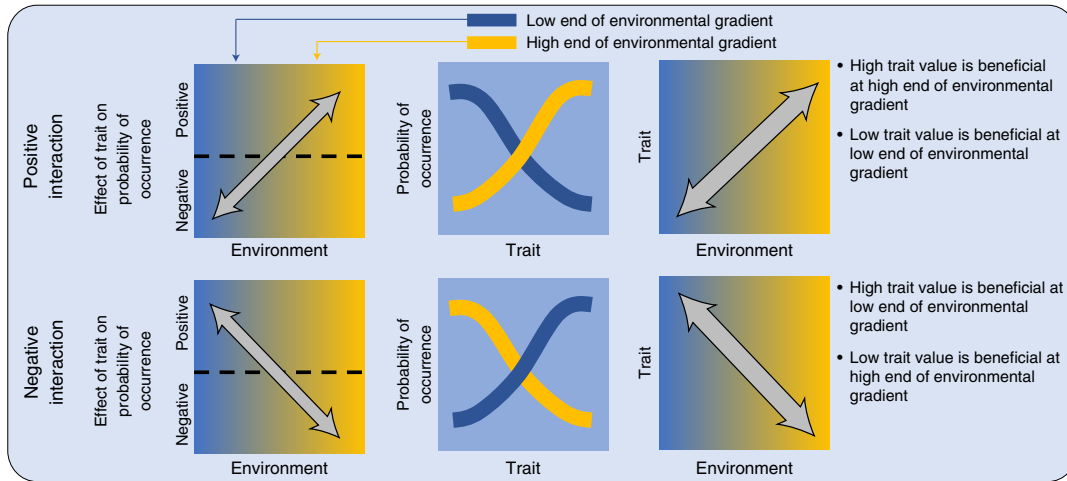 Low end of environmental gradient
High end of environmental gradient
Positive
interaction
Effect of trait on
probability of
occurrence
Negative
Positive
Environment
Probability of
occurrence
Trait
Trait
Environment
• High trait value is beneficial
at high end of environmental
gradient
• Low trait value is beneficial at
low end of environmental
gradient
Negative
interaction
Effect of trait on
probability of
occurrence
Negative
Positive
Environment
Probability of
occurrence
Trait
Trait
Environment
• High trait value is beneficial at
low end of environmental
gradient
• Low trait value is beneficial at
high end of environmental
gradient